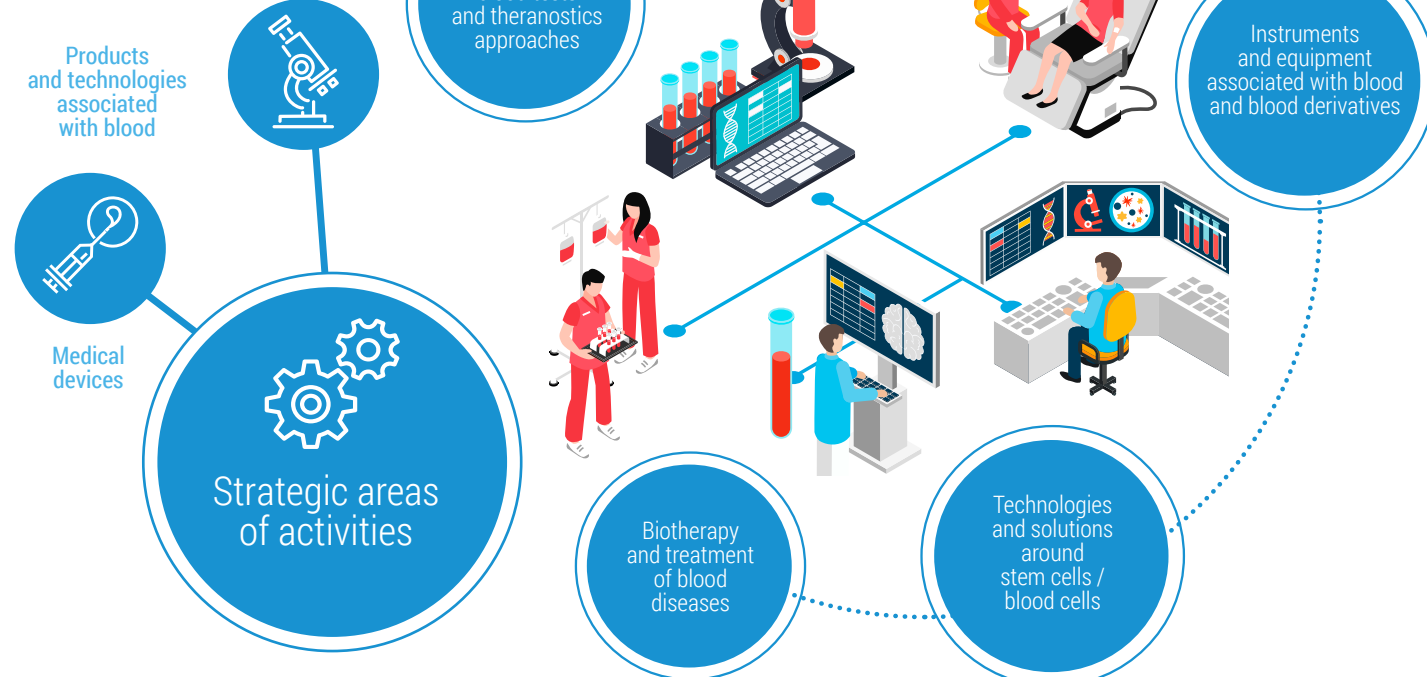 and theranostics
approaches
Products
and technologies
associated
with blood
Instruments
and equipment
associated with blood
and blood derivatives
Medical
devices
Strategic areas
of activities
Biotherapy
and treatment
of blood
diseases
Technologies
and solutions
around
stem cells /
blood cells